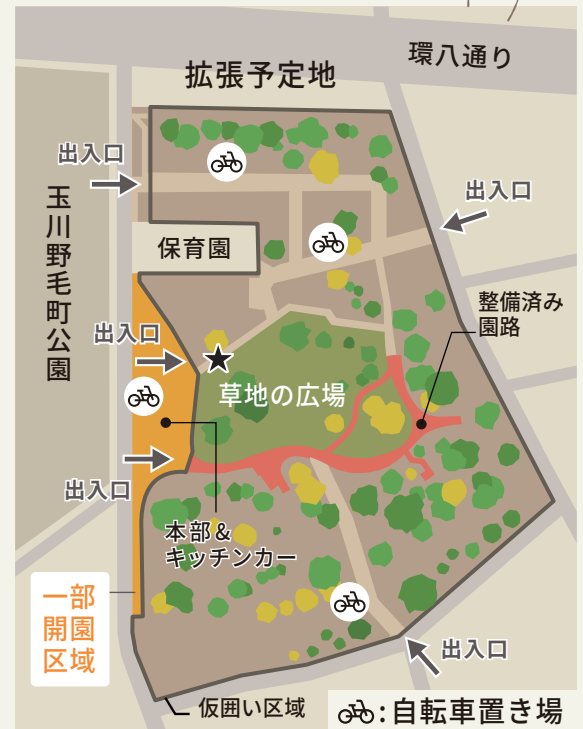 環八通り
拡張予定地
出入口
出入口
玉川野毛町公園
保育園
整備済み
園路
出入口
★
草地の広場
出入口
本部&
キッチンカー
一部
開園
区域
出入口
仮囲い区域
:自転車置き場